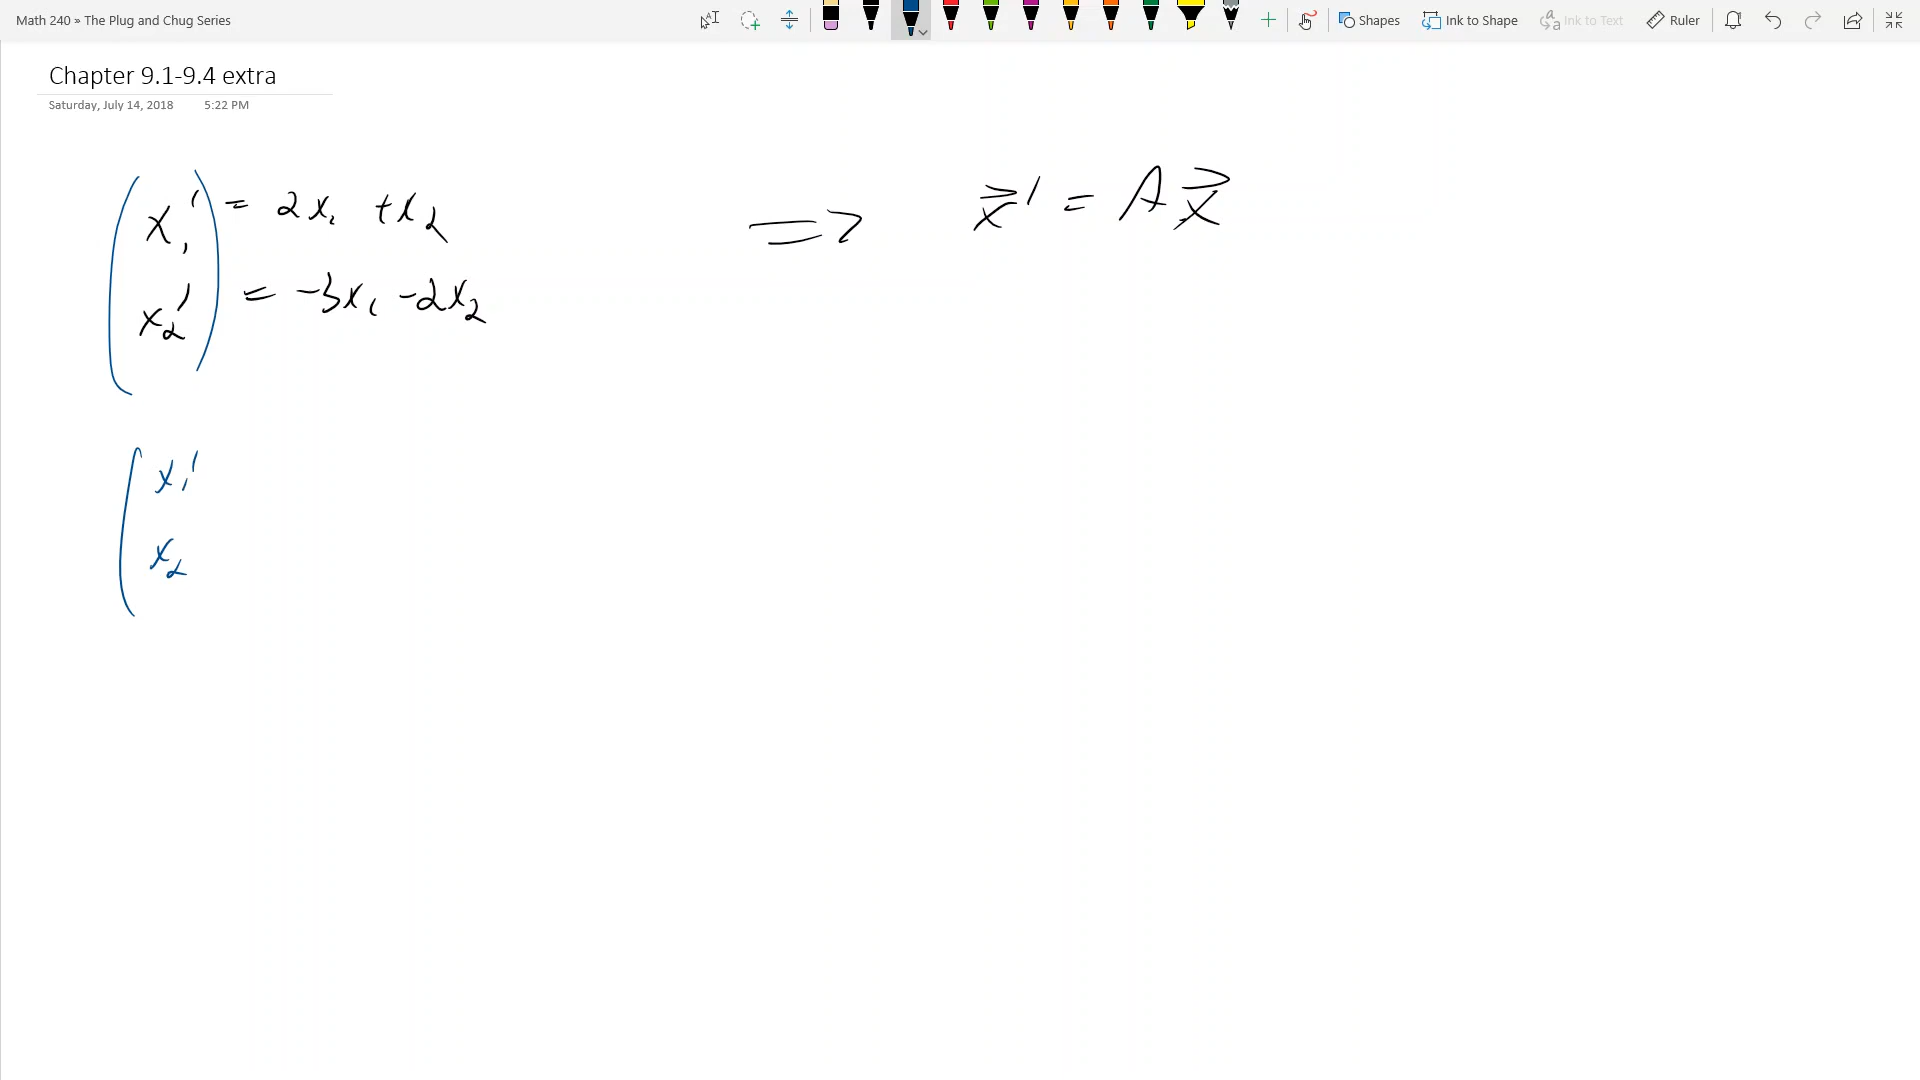 Math 240 » The Plug and Chug Series
Shapes
Ink to Shape
Ink to Text
Ruler
Chapter 9.1-9.4 extra
Saturday, July 14, 2018 5:22 PM
x₁' = 2x₁ + x₂ => x⃗' = Ax⃗
x₂' = -3x₁ - 2x₂
x₁'
x₂